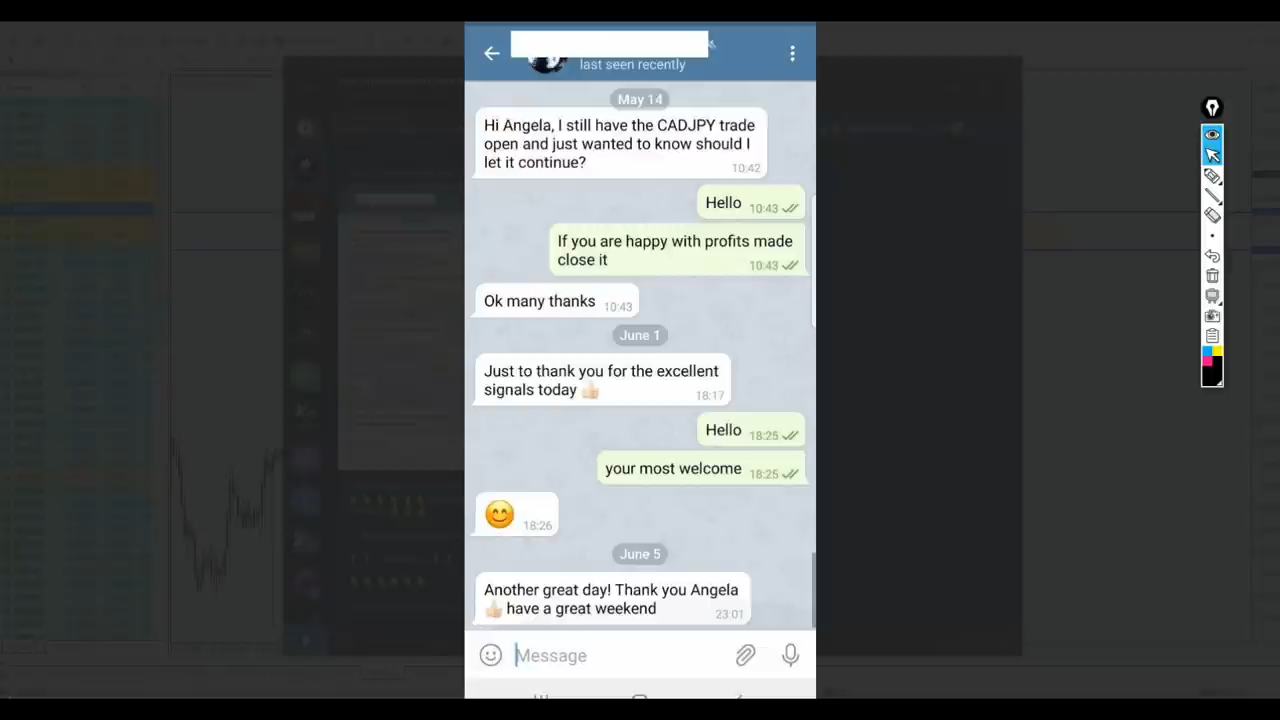 last seen recently
May 14
Hi Angela, I still have the CADJPY trade
open and just wanted to know should I
let it continue?
10:42
Hello 10:43
If you are happy with profits made
close it
10:43
Ok many thanks 10:43
June 1
Just to thank you for the excellent
signals today 👍🏻
18:17
Hello 18:25
your most welcome 18:25
😊 18:26
June 5
Another great day! Thank you Angela
👍🏻 have a great weekend
23:01
Message